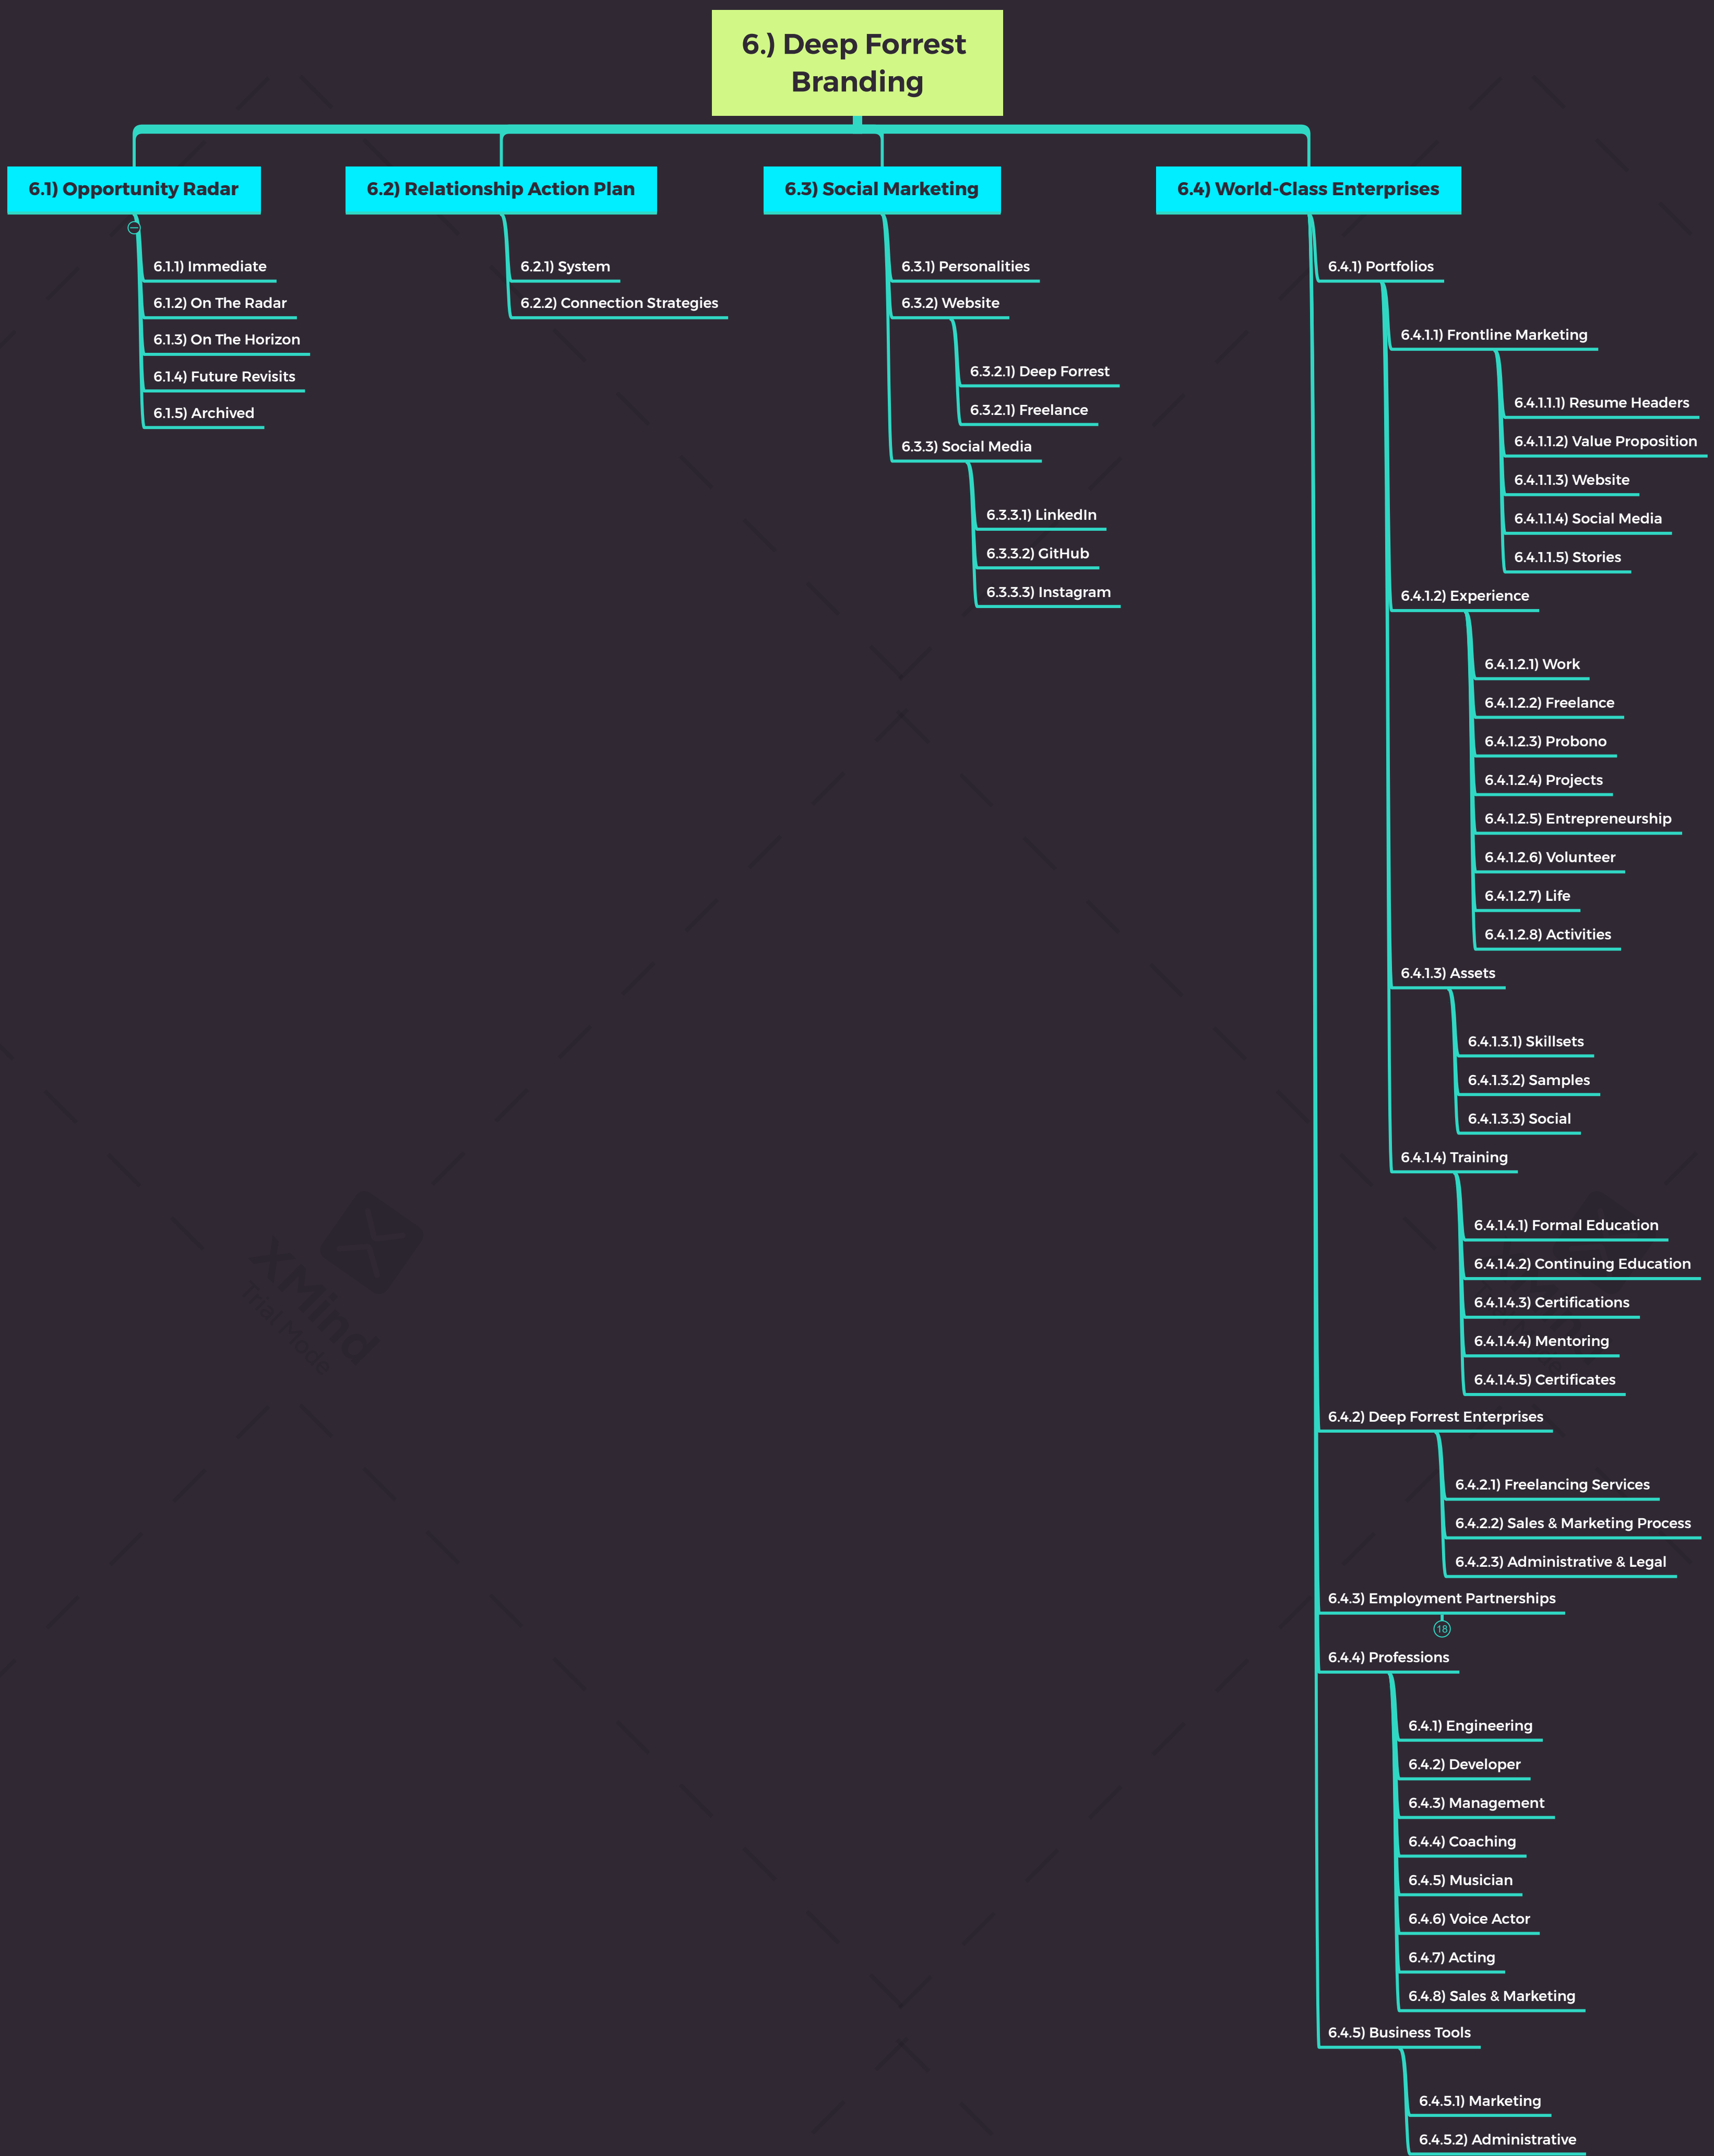 6.) Deep Forrest
Branding
6.1) Opportunity Radar
6.1.1) Immediate
6.1.2) On The Radar
6.1.3) On The Horizon
6.1.4) Future Revisits
6.1.5) Archived
6.2) Relationship Action Plan
6.2.1) System
6.2.2) Connection Strategies
6.3) Social Marketing
6.3.1) Personalities
6.3.2) Website
6.3.2.1) Deep Forrest
6.3.2.1) Freelance
6.3.3) Social Media
6.3.3.1) LinkedIn
6.3.3.2) GitHub
6.3.3.3) Instagram
6.4) World-Class Enterprises
6.4.1) Portfolios
6.4.1.1) Frontline Marketing
6.4.1.1.1) Resume Headers
6.4.1.1.2) Value Proposition
6.4.1.1.3) Website
6.4.1.1.4) Social Media
6.4.1.1.5) Stories
6.4.1.2) Experience
6.4.1.2.1) Work
6.4.1.2.2) Freelance
6.4.1.2.3) Probono
6.4.1.2.4) Projects
6.4.1.2.5) Entrepreneurship
6.4.1.2.6) Volunteer
6.4.1.2.7) Life
6.4.1.2.8) Activities
6.4.1.3) Assets
6.4.1.3.1) Skillsets
6.4.1.3.2) Samples
6.4.1.3.3) Social
6.4.1.4) Training
6.4.1.4.1) Formal Education
6.4.1.4.2) Continuing Education
6.4.1.4.3) Certifications
6.4.1.4.4) Mentoring
6.4.1.4.5) Certificates
6.4.2) Deep Forrest Enterprises
6.4.2.1) Freelancing Services
6.4.2.2) Sales & Marketing Process
6.4.2.3) Administrative & Legal
6.4.3) Employment Partnerships
18
6.4.4) Professions
6.4.1) Engineering
6.4.2) Developer
6.4.3) Management
6.4.4) Coaching
6.4.5) Musician
6.4.6) Voice Actor
6.4.7) Acting
6.4.8) Sales & Marketing
6.4.5) Business Tools
6.4.5.1) Marketing
6.4.5.2) Administrative
XMind
Trial Mode